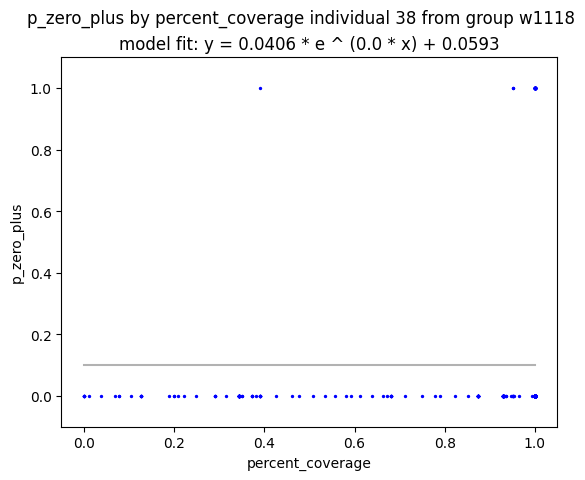 p_zero_plus by percent_coverage individual 38 from group w1118
model fit: y = 0.0406 * e ^ (0.0 * x) + 0.0593
1.0
0.8
0.6
p_zero_plus
0.4
0.2
0.0
0.0 0.2 0.4 0.6 0.8 1.0
percent_coverage